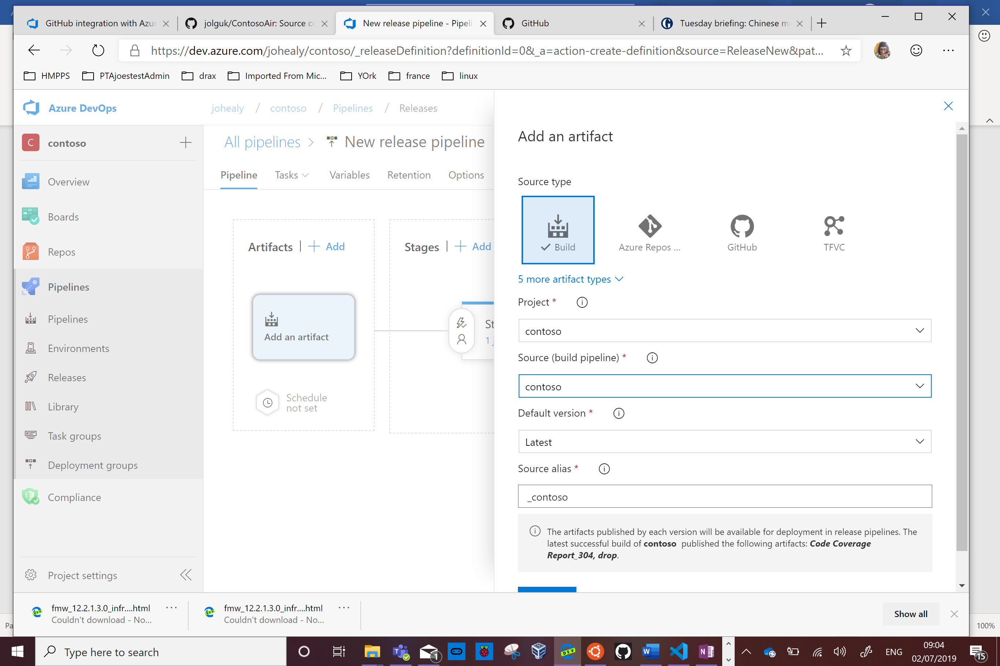 GitHub integration with Azur
jolguk/ContosoAir: Source co
New release pipeline - Pipeli
GitHub
Tuesday briefing: Chinese m
https://dev.azure.com/johealy/contoso/_releaseDefinition?definitionId=0&_a=action-create-definition&source=ReleaseNew&pat...
HMPPS
PTAjoestestAdmin
drax
Imported From Mic...
YOrk
france
linux
Azure DevOps
johealy / contoso / Pipelines / Releases
C contoso
Overview
Boards
Repos
Pipelines
Pipelines
Environments
Releases
Library
Task groups
Deployment groups
Compliance
Project settings
All pipelines > New release pipeline
Pipeline Tasks Variables Retention Options
Artifacts | + Add
Stages | + Add
Add an artifact
Schedule
not set
St
1 j
Add an artifact
Source type
Build
Azure Repos ...
GitHub
TFVC
5 more artifact types
Project *
contoso
Source (build pipeline) *
contoso
Default version *
Latest
Source alias *
_contoso
The artifacts published by each version will be available for deployment in release pipelines. The
latest successful build of contoso published the following artifacts: Code Coverage
Report_304, drop.
fmw_12.2.1.3.0_infr....html
Couldn't download - No...
fmw_12.2.1.3.0_infr....html
Couldn't download - No...
Show all
Pa
100%
Type here to search
T
1
DEV
W
N
ENG
09:04
02/07/2019
15